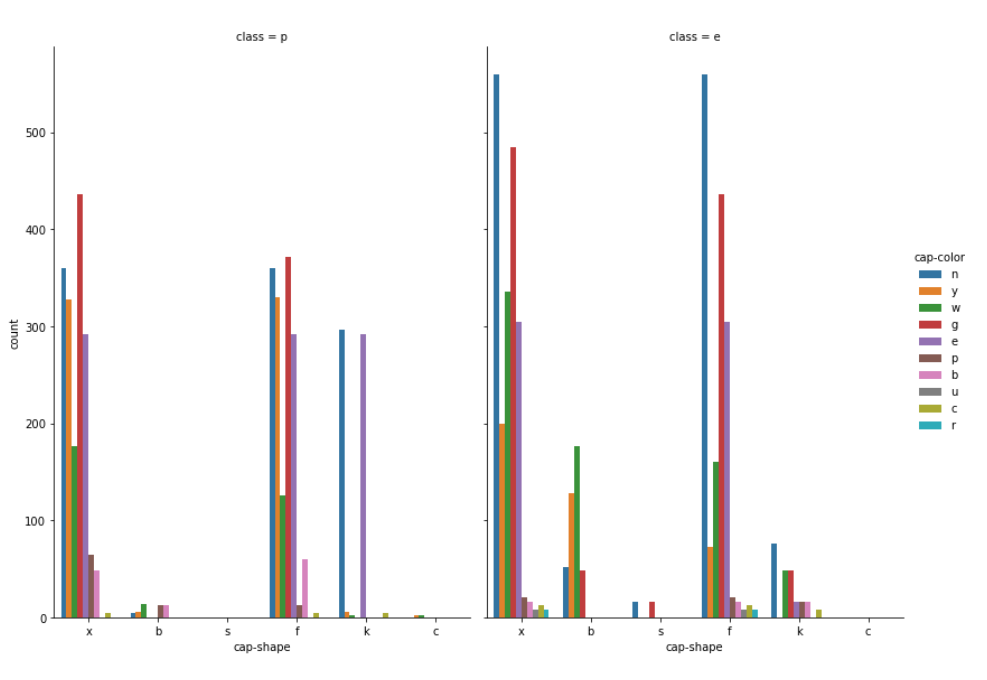 class = p
class = e
500
400
300
200
100
0
count
x b s f k c
cap-shape
x b s f k c
cap-shape
cap-color
n
y
w
g
e
p
b
u
c
r